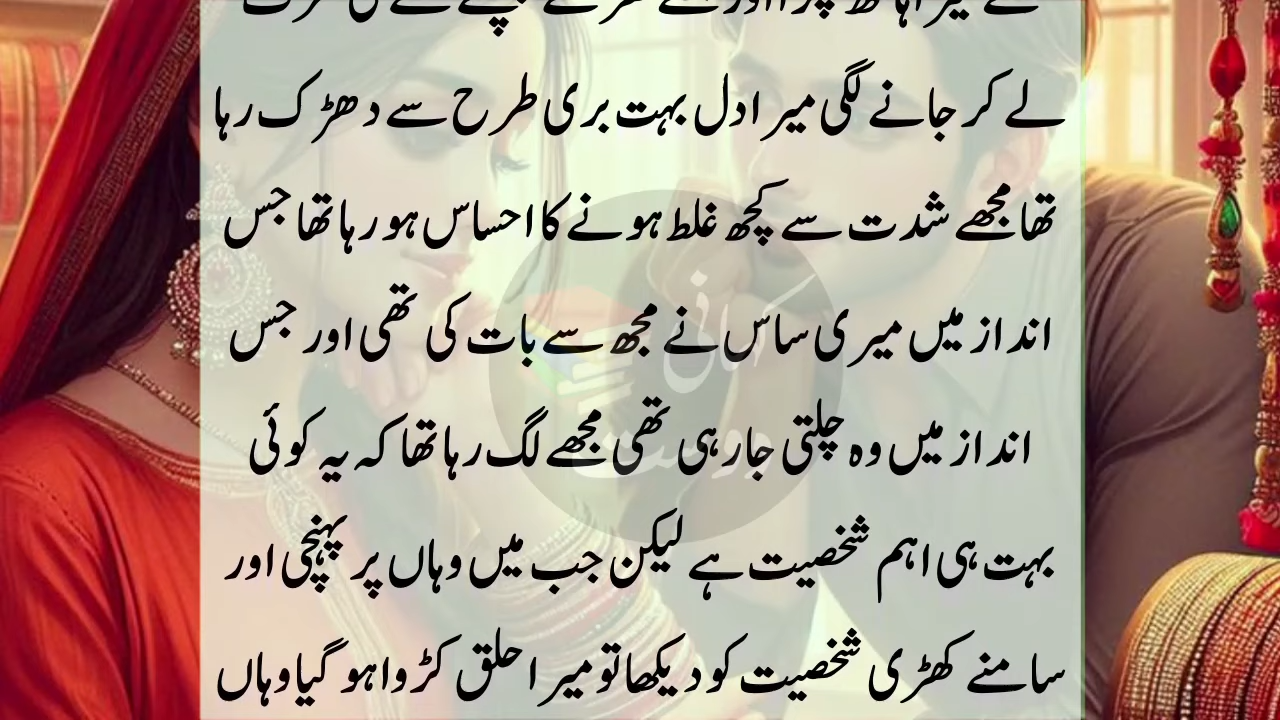 لے کر جانے لگی میرا دل بہت بری طرح سے دھڑک رہا
تھا مجھے شدت سے کچھ غلط ہونے کا احساس ہو رہا تھا جس
انداز میں میری ساس نے مجھ سے بات کی تھی اور جس
انداز میں وہ چلتی جا رہی تھی مجھے لگ رہا تھا کہ یہ کوئی
بہت ہی اہم شخصیت ہے لیکن جب میں وہاں پر پہنچی اور
سامنے کھڑی شخصیت کو دیکھا تو میرا حلق کڑوا ہو گیا وہاں